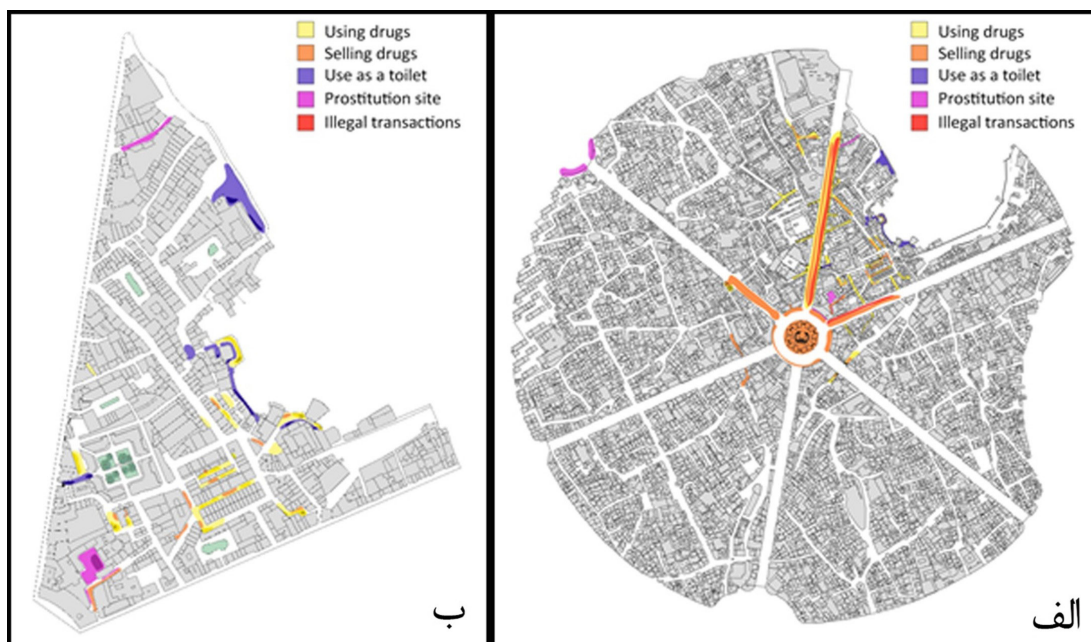 Using drugs
Selling drugs
Use as a toilet
Prostitution site
Illegal transactions
ب
Using drugs
Selling drugs
Use as a toilet
Prostitution site
Illegal transactions
الف